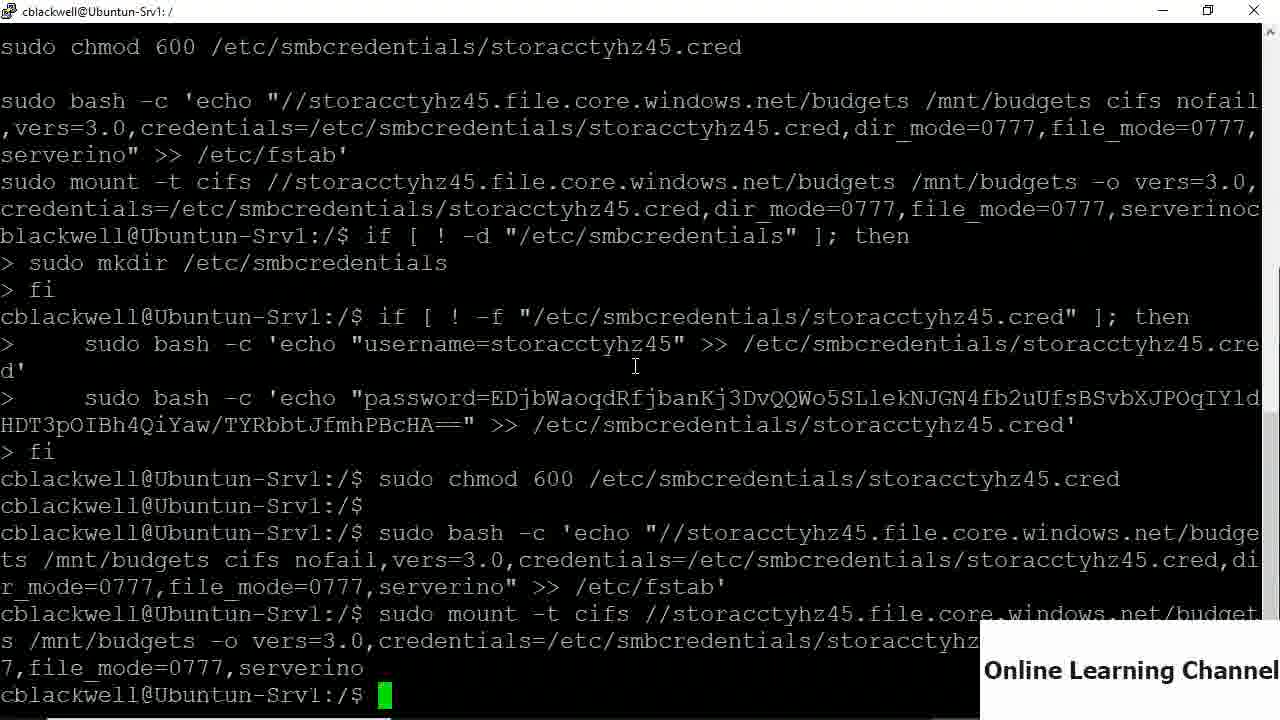 cblackwell@Ubuntun-Srv1: /
sudo chmod 600 /etc/smbcredentials/storacctyhz45.cred
sudo bash -c 'echo "//storacctyhz45.file.core.windows.net/budgets /mnt/budgets cifs nofail
,vers=3.0,credentials=/etc/smbcredentials/storacctyhz45.cred,dir_mode=0777,file_mode=0777,
serverino" >> /etc/fstab'
sudo mount -t cifs //storacctyhz45.file.core.windows.net/budgets /mnt/budgets -o vers=3.0,
credentials=/etc/smbcredentials/storacctyhz45.cred,dir_mode=0777,file_mode=0777,serverinoc
blackwell@Ubuntun-Srv1:/$ if [ ! -d "/etc/smbcredentials" ]; then
> sudo mkdir /etc/smbcredentials
> fi
cblackwell@Ubuntun-Srv1:/$ if [ ! -f "/etc/smbcredentials/storacctyhz45.cred" ]; then
>     sudo bash -c 'echo "username=storacctyhz45" >> /etc/smbcredentials/storacctyhz45.cre
d'
>     sudo bash -c 'echo "password=EDjbWaoqdRfjbanKj3DvQQWo5SLlekNJGN4fb2uUfsBSvbXJPOqIY1d
HDT3pOIBh4QiYaw/TYRbbtJfmhPBcHA==" >> /etc/smbcredentials/storacctyhz45.cred'
> fi
cblackwell@Ubuntun-Srv1:/$ sudo chmod 600 /etc/smbcredentials/storacctyhz45.cred
cblackwell@Ubuntun-Srv1:/$
cblackwell@Ubuntun-Srv1:/$ sudo bash -c 'echo "//storacctyhz45.file.core.windows.net/budge
ts /mnt/budgets cifs nofail,vers=3.0,credentials=/etc/smbcredentials/storacctyhz45.cred,di
r_mode=0777,file_mode=0777,serverino" >> /etc/fstab'
cblackwell@Ubuntun-Srv1:/$ sudo mount -t cifs //storacctyhz45.file.core.windows.net/budget
s /mnt/budgets -o vers=3.0,credentials=/etc/smbcredentials/storacctyhz
7,file_mode=0777,serverino
cblackwell@Ubuntun-Srv1:/$
Online Learning Channel